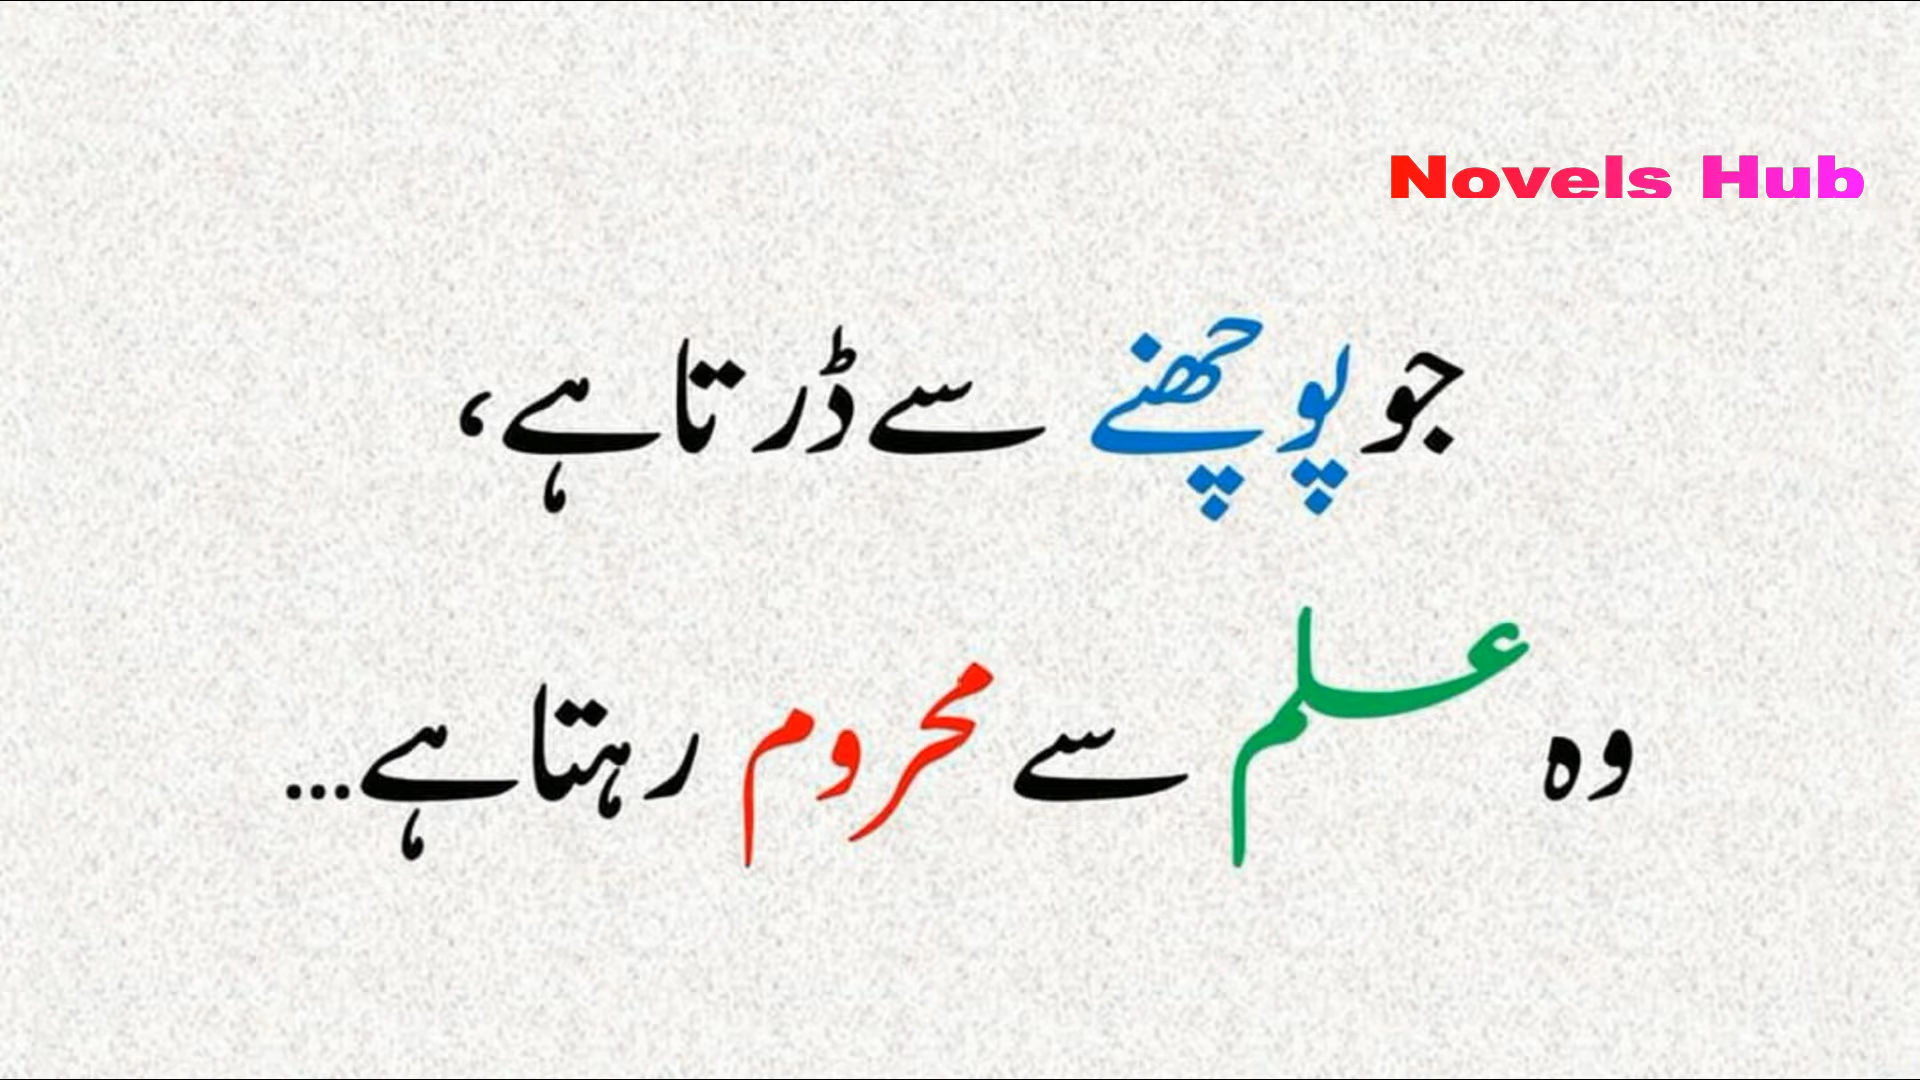 Novels Hub
جو پوچھنے سے ڈرتا ہے،
وہ علم سے محروم رہتا ہے...